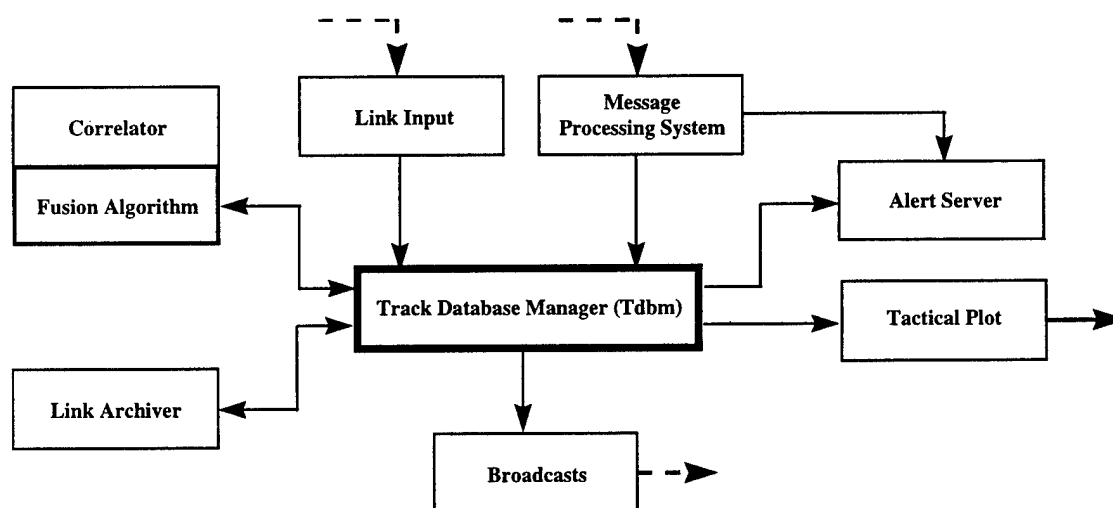 Link Input
Message
Processing System
Correlator
Fusion Algorithm
Alert Server
Track Database Manager (Tdbm)
Tactical Plot
Link Archiver
Broadcasts